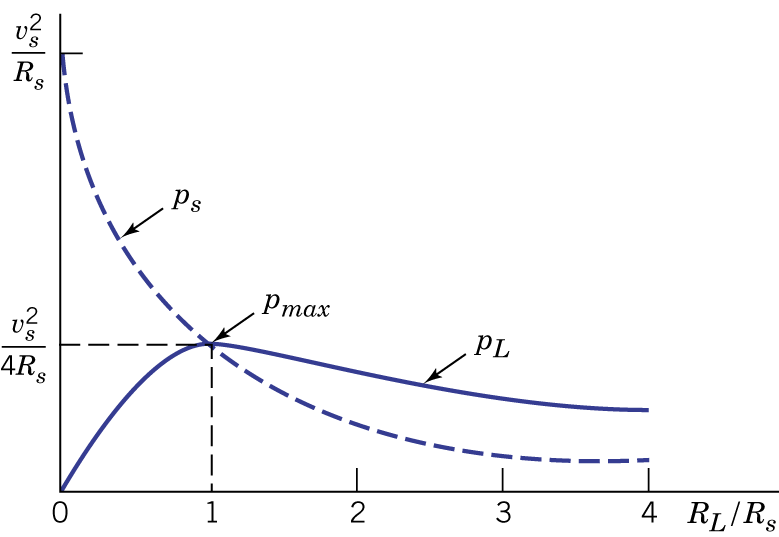 v_s^2
R_s
p_s
p_max
v_s^2
4R_s
p_L
0 1 2 3 4 R_L/R_s